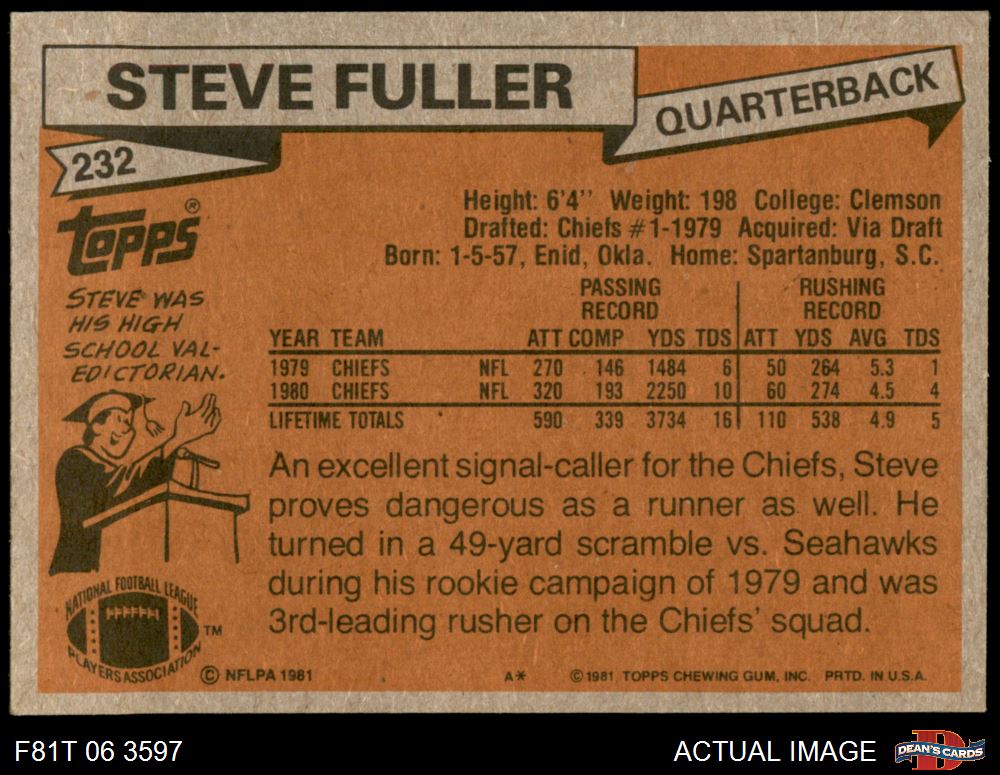 STEVE FULLER
QUARTERBACK
232
Topps®
Height: 6'4'' Weight: 198 College: Clemson
Drafted: Chiefs #1-1979 Acquired: Via Draft
Born: 1-5-57, Enid, Okla. Home: Spartanburg, S.C.
STEVE WAS
HIS HIGH
SCHOOL VAL-
EDICTORIAN.
PASSING RUSHING
RECORD RECORD
YEAR TEAM ATT COMP YDS TDS ATT YDS AVG TDS
1979 CHIEFS NFL 270 146 1484 6 50 264 5.3 1
1980 CHIEFS NFL 320 193 2250 10 60 274 4.5 4
LIFETIME TOTALS 590 339 3734 16 110 538 4.9 5
An excellent signal-caller for the Chiefs, Steve
proves dangerous as a runner as well. He
turned in a 49-yard scramble vs. Seahawks
during his rookie campaign of 1979 and was
3rd-leading rusher on the Chiefs' squad.
NATIONAL FOOTBALL LEAGUE
PLAYERS ASSOCIATION
TM
© NFLPA 1981 A* © 1981 TOPPS CHEWING GUM, INC. PRTD. IN U.S.A.
F81T 06 3597 ACTUAL IMAGE
D
DEAN'S CARDS